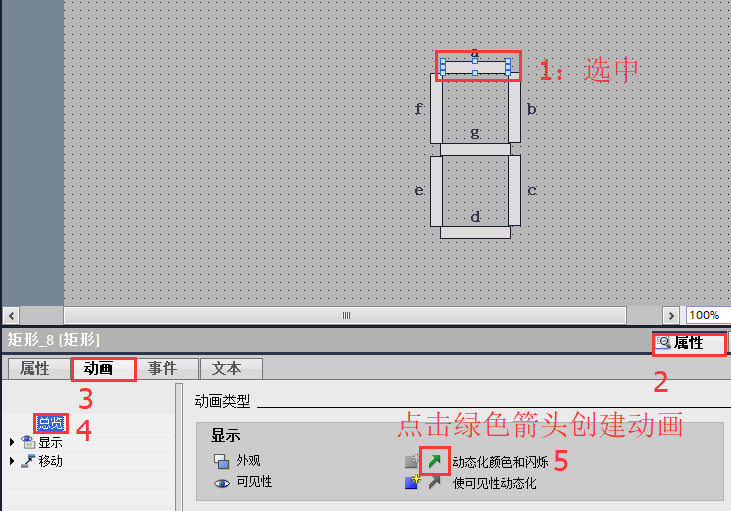 a
1：选中
f
b
g
e
c
d
100%
矩形_8 [矩形]
属性
2
属性
动画
事件
文本
3
总览
4
显示
移动
动画类型
点击绿色箭头创建动画
显示
外观
动态化颜色和闪烁
5
可见性
使可见性动态化